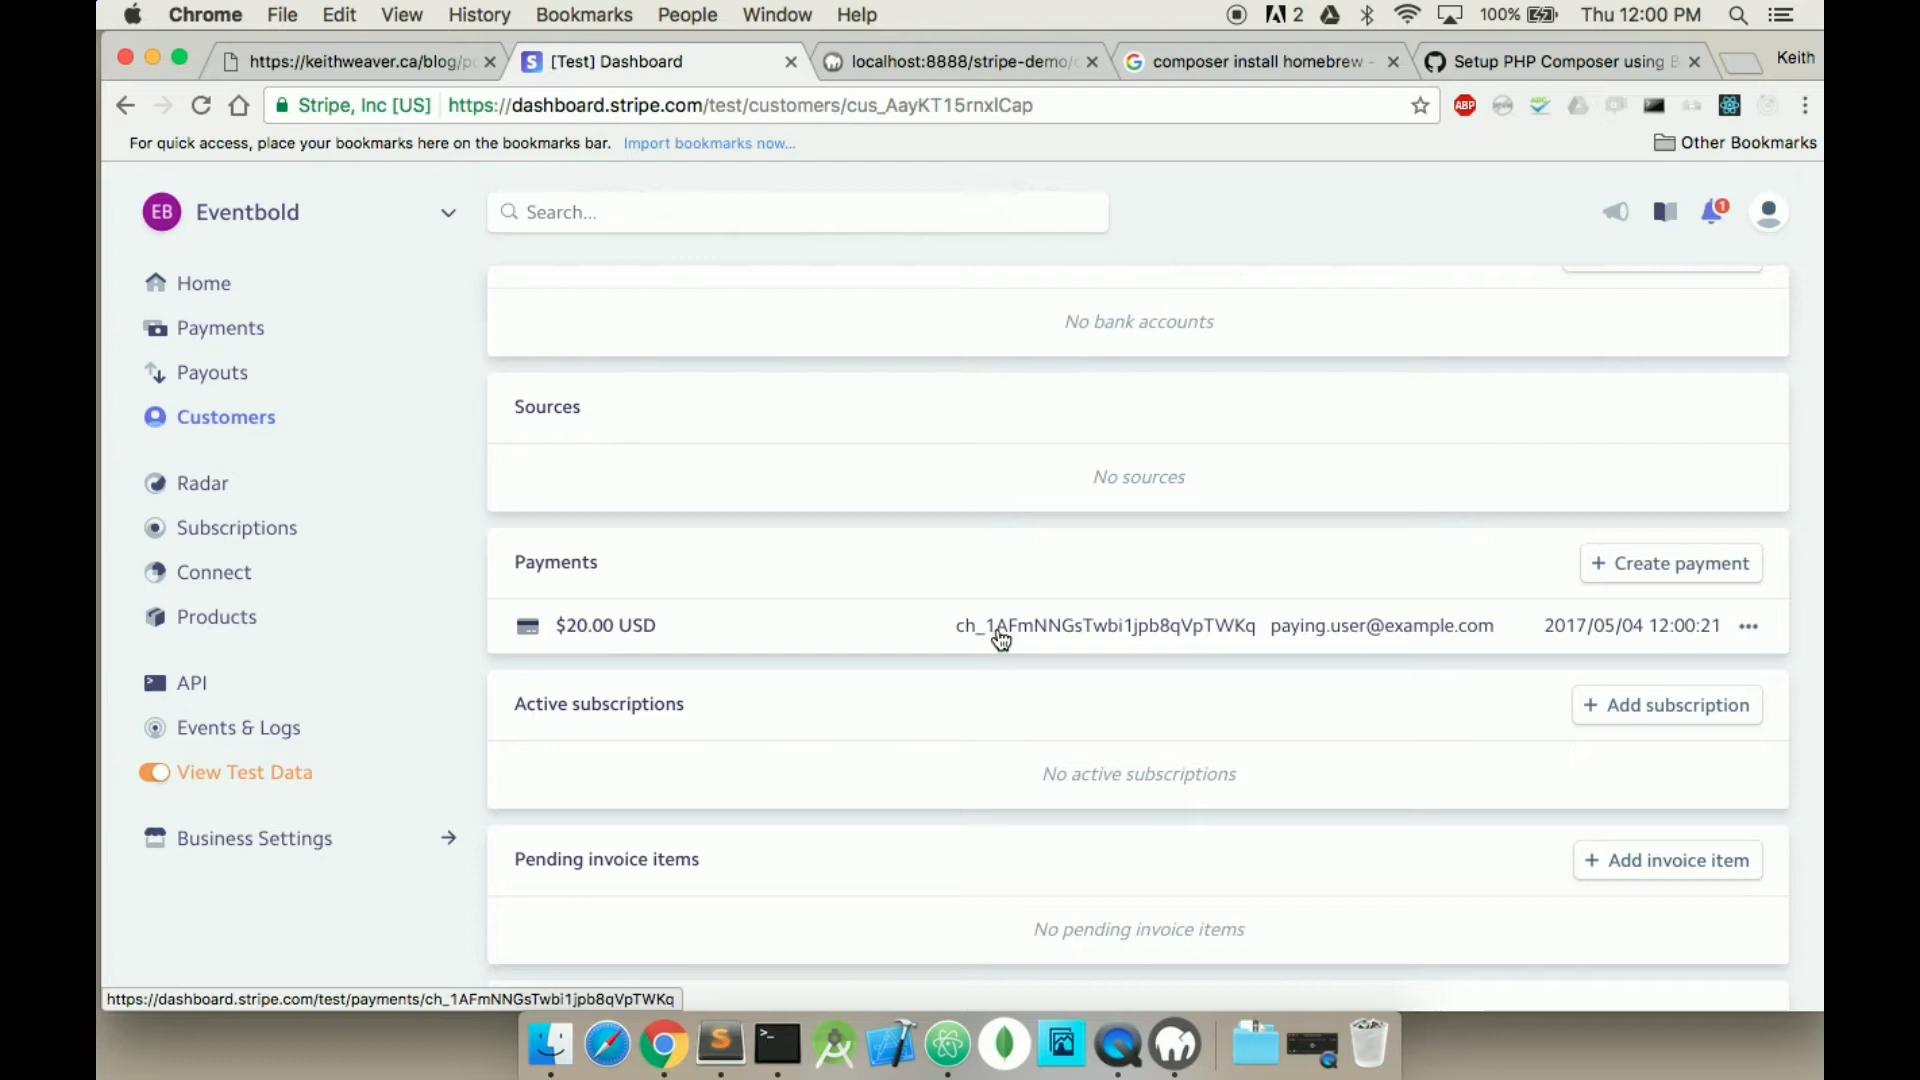 Chrome File Edit View History Bookmarks People Window Help 2 100% Thu 12:00 PM
https://keithweaver.ca/blog/p [Test] Dashboard localhost:8888/stripe-demo/ composer install homebrew - Setup PHP Composer using B Keith
Stripe, Inc [US] https://dashboard.stripe.com/test/customers/cus_AayKT15rnxlCap ABP
For quick access, place your bookmarks here on the bookmarks bar. Import bookmarks now... Other Bookmarks
EB Eventbold Search... 1
Home
Payments
Payouts
Customers
Radar
Subscriptions
Connect
Products
API
Events & Logs
View Test Data
Business Settings
No bank accounts
Sources
No sources
Payments + Create payment
$20.00 USD ch_1AFmNNGsTwbi1jpb8qVpTWKq paying.user@example.com 2017/05/04 12:00:21
Active subscriptions + Add subscription
No active subscriptions
Pending invoice items + Add invoice item
No pending invoice items
https://dashboard.stripe.com/test/payments/ch_1AFmNNGsTwbi1jpb8qVpTWKq